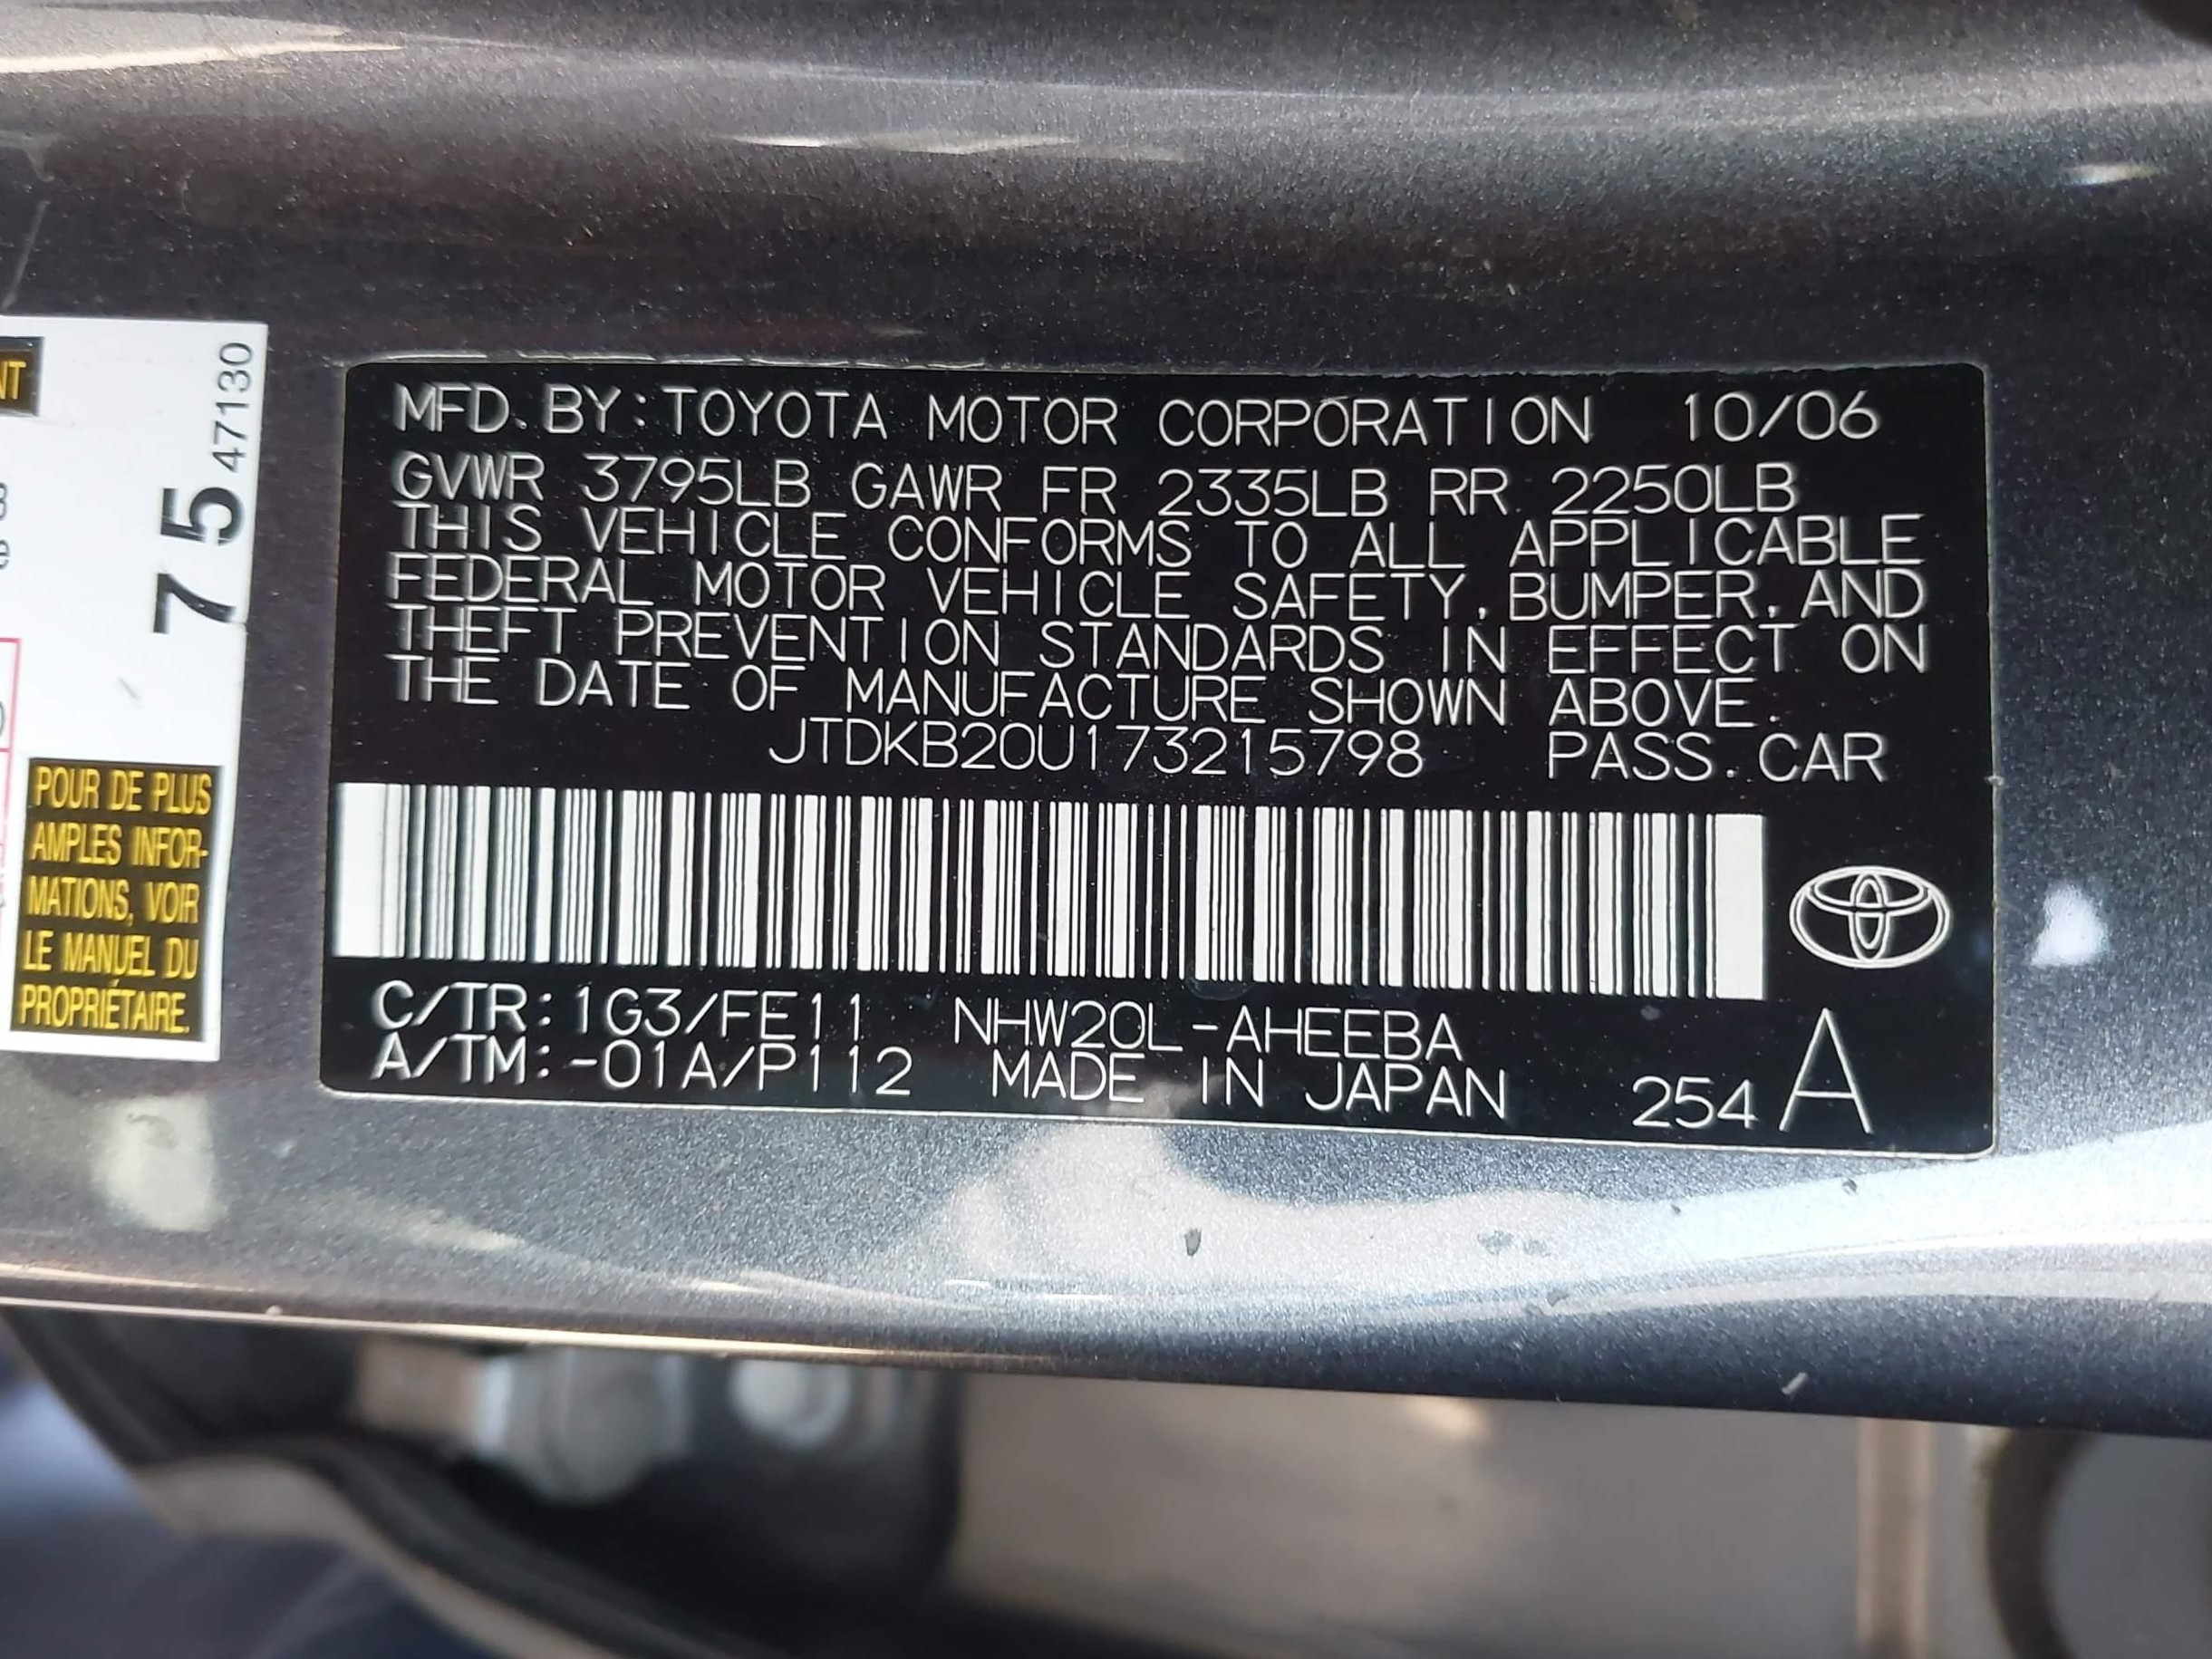 NT
75 47130
POUR DE PLUS
AMPLES INFOR-
MATIONS, VOIR
LE MANUEL DU
PROPRIÉTAIRE.
MFD. BY: TOYOTA MOTOR CORPORATION 10/06
GVWR 3795LB GAWR FR 2335LB RR 2250LB
THIS VEHICLE CONFORMS TO ALL APPLICABLE
FEDERAL MOTOR VEHICLE SAFETY, BUMPER, AND
THEFT PREVENTION STANDARDS IN EFFECT ON
THE DATE OF MANUFACTURE SHOWN ABOVE.
JTDKB20U173215798 PASS. CAR
C/TR: 1G3/FE11 NHW20L-AHEEBA
A/TM: -01A/P112 MADE IN JAPAN 254 A